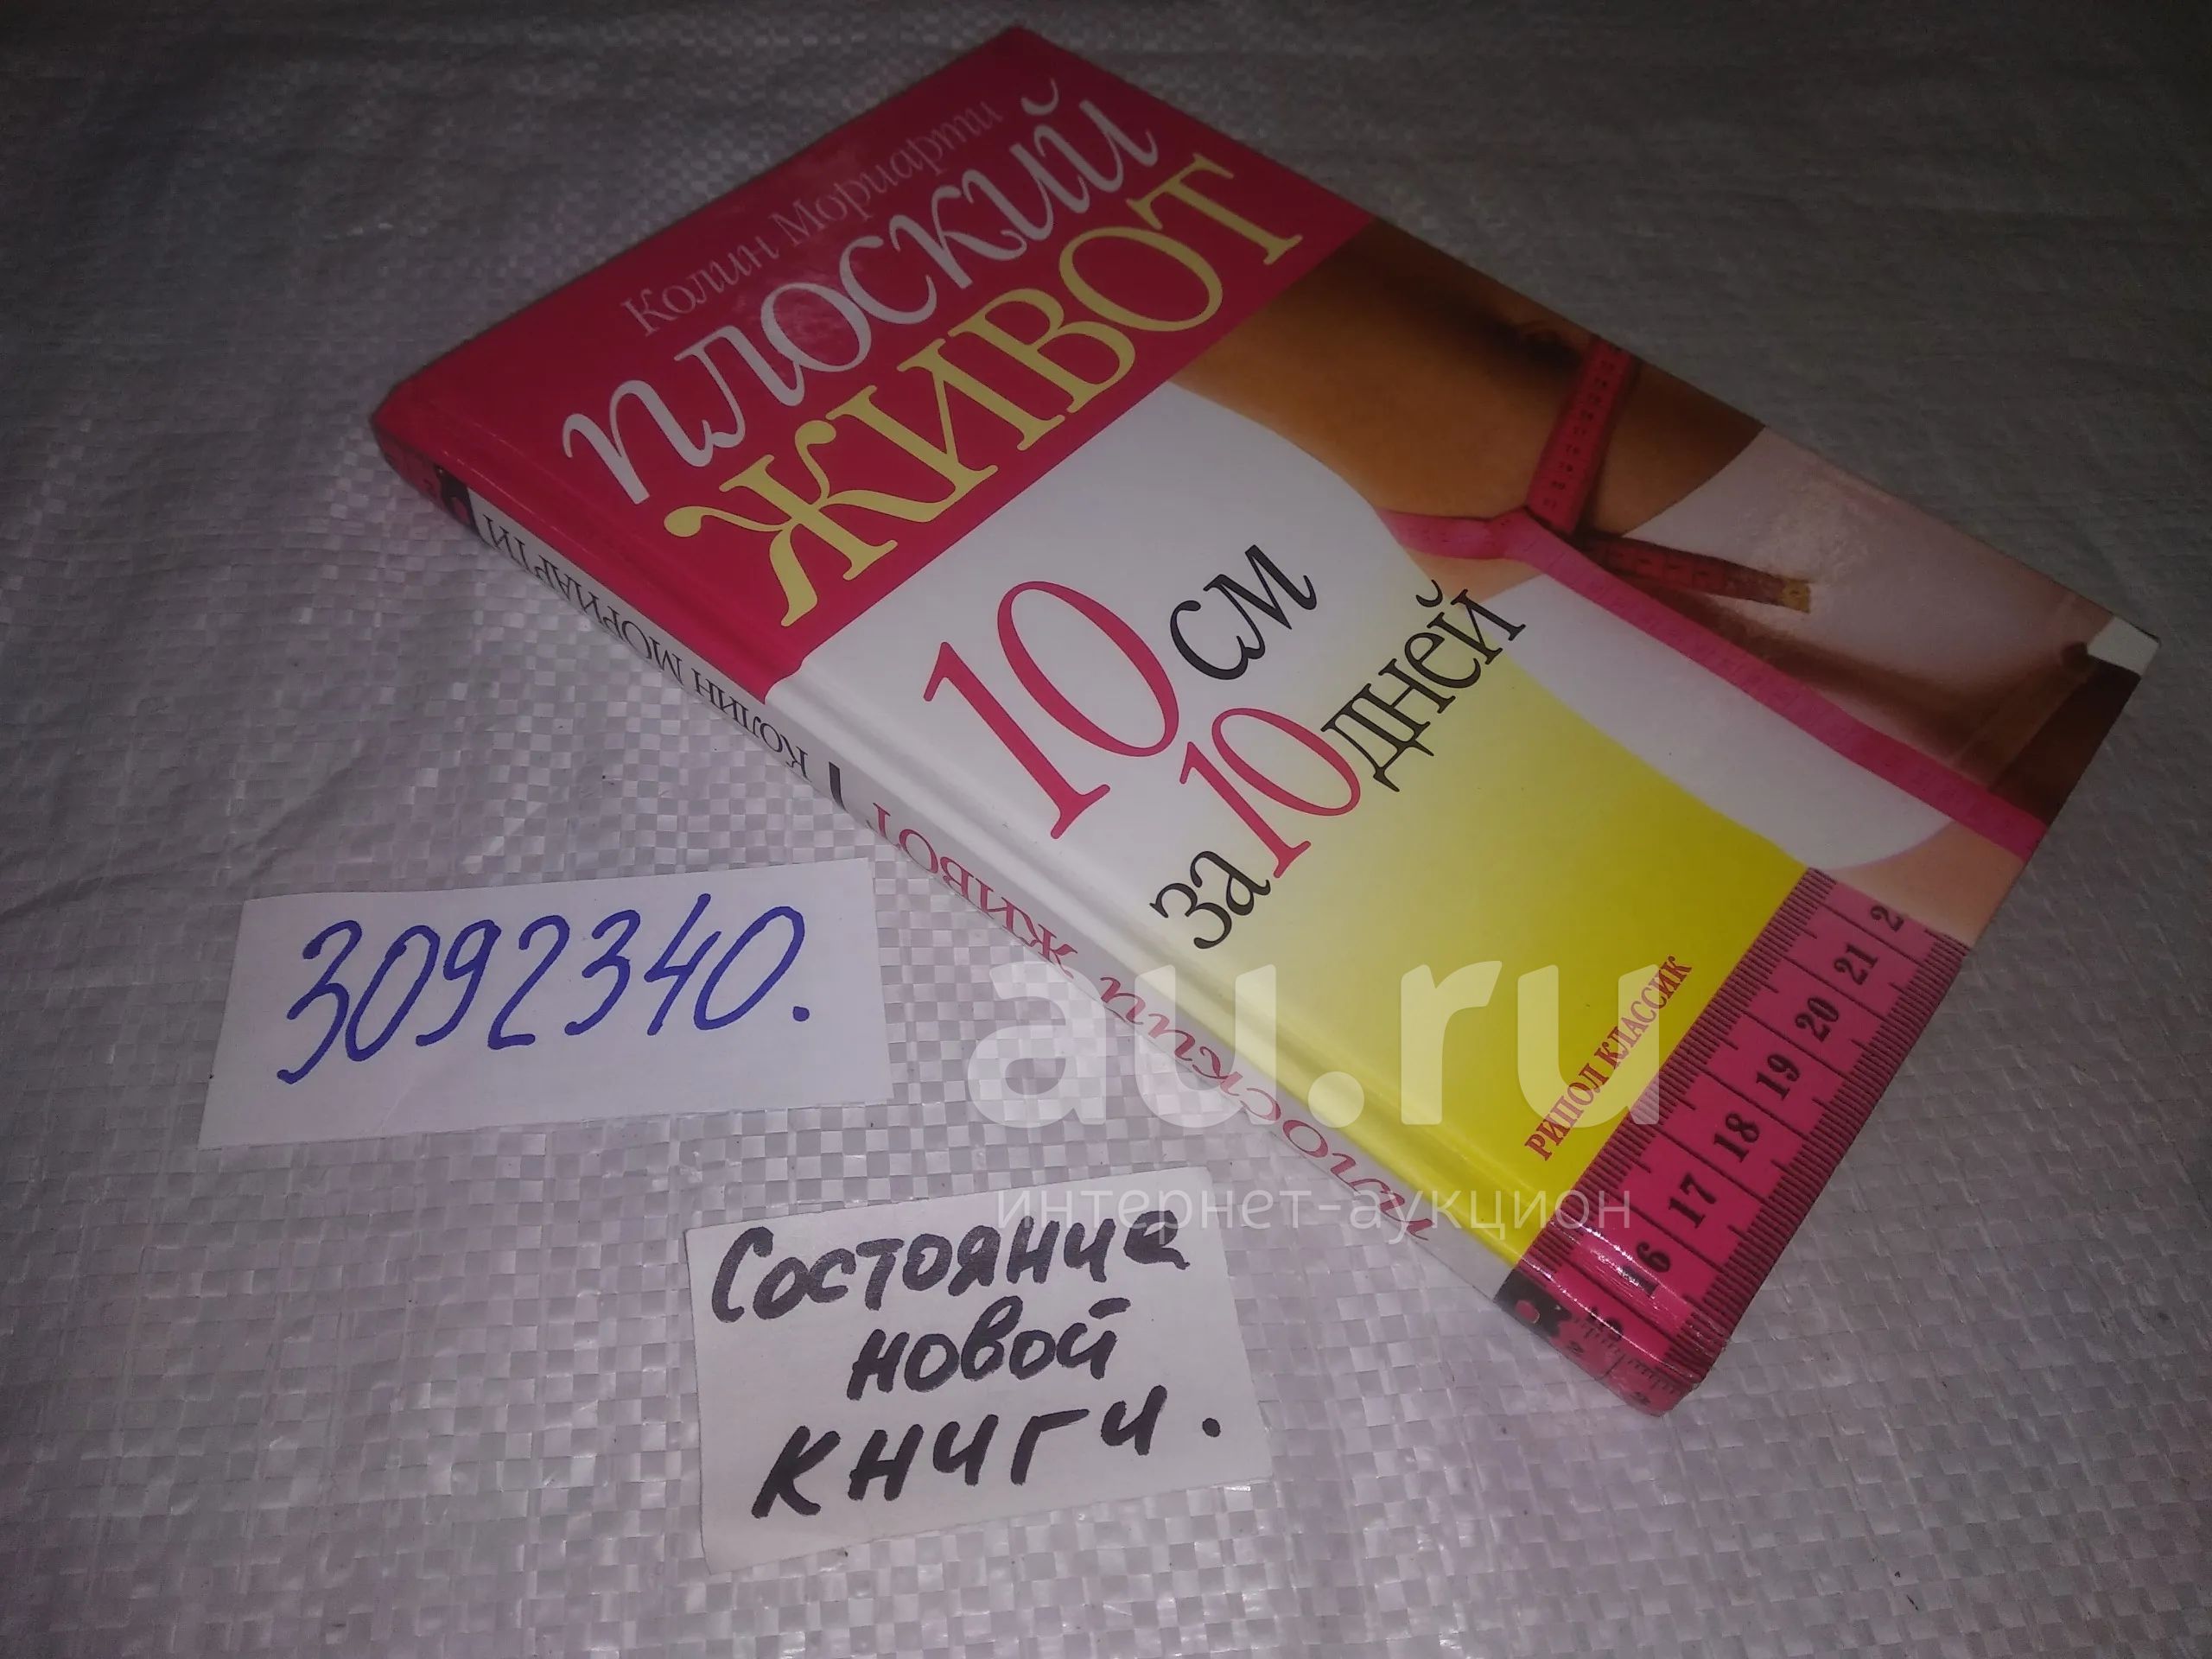 Колин Мориарти
плоский
ЖИВОТ
10 см
за 10 дней
РИПОЛ КЛАССИК
16 17 18 19 20 21 2
КОЛИН МОРИАРТИ
плоский ЖИВОТ
3092340.
Состояние
новой
книги.
au.ru
интернет-аукцион